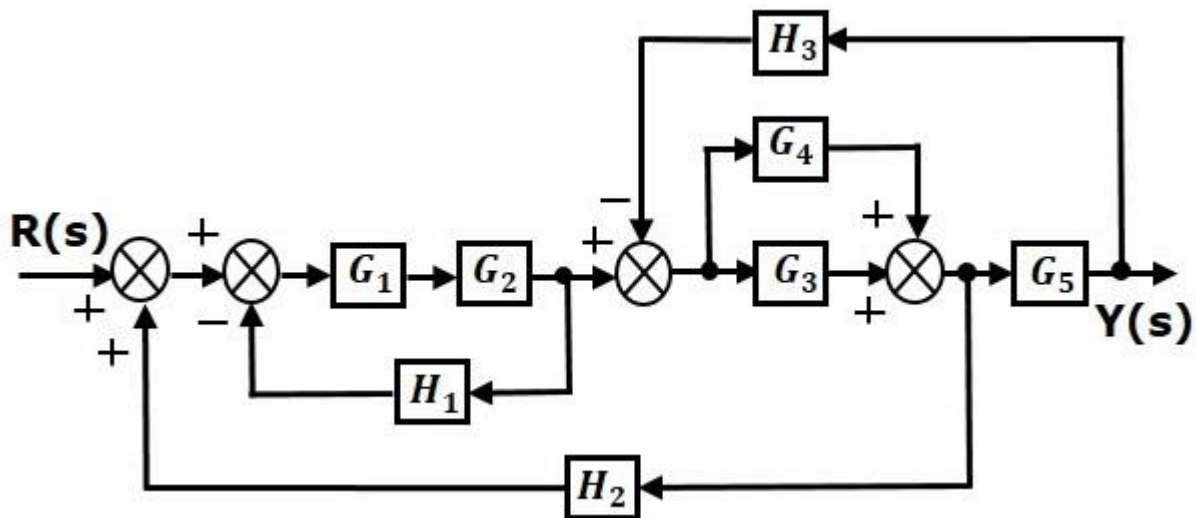 H₃
G₄
−
+
+
R(s)
+
+
G₁
G₂
G₃
G₅
+
−
+
Y(s)
+
H₁
H₂